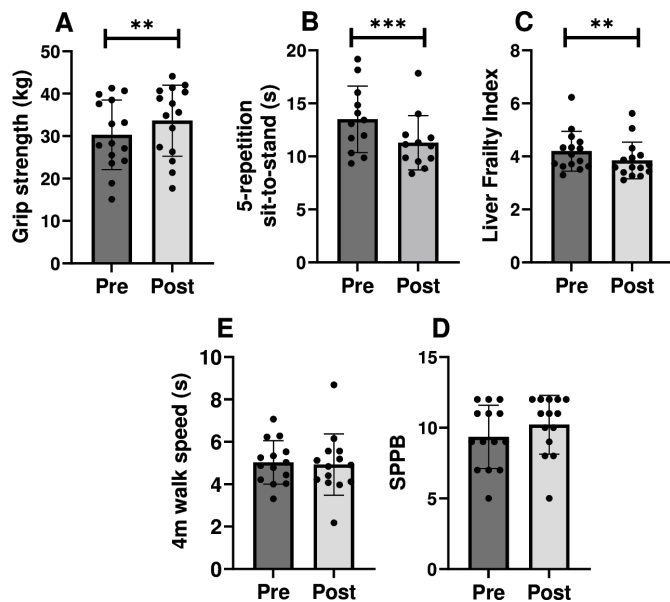 A
**
Grip strength (kg)
50
40
30
20
10
0
Pre Post
B
***
5-repetition
sit-to-stand (s)
20
15
10
5
0
Pre Post
C
**
Liver Frailty Index
8
6
4
2
0
Pre Post
E
4m walk speed (s)
10
8
6
4
2
0
Pre Post
D
SPPB
15
10
5
0
Pre Post